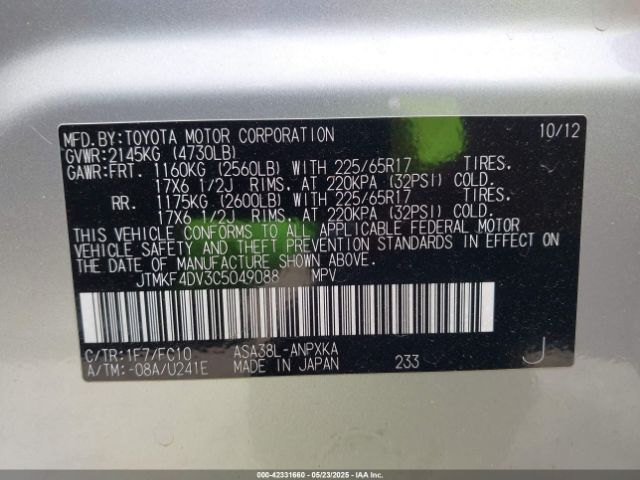 MFD.BY:TOYOTA MOTOR CORPORATION 10/12
GVWR:2145KG (4730LB)
GAWR:FRT. 1160KG (2560LB) WITH 225/65R17 TIRES.
17X6 1/2J RIMS. AT 220KPA (32PSI) COLD.
RR. 1175KG (2600LB) WITH 225/65R17 TIRES.
17X6 1/2J RIMS. AT 220KPA (32PSI) COLD.
THIS VEHICLE CONFORMS TO ALL APPLICABLE FEDERAL MOTOR
VEHICLE SAFETY AND THEFT PREVENTION STANDARDS IN EFFECT ON
THE DATE OF MANUFACTURE SHOWN ABOVE.
JTMKF4DV3C5049088 MPV
C/TR:1F7/FC10 ASA38L-ANPXKA J
A/TM:-08A/U241E MADE IN JAPAN 233
000-42331660 - 05/23/2025 - IAA Inc.